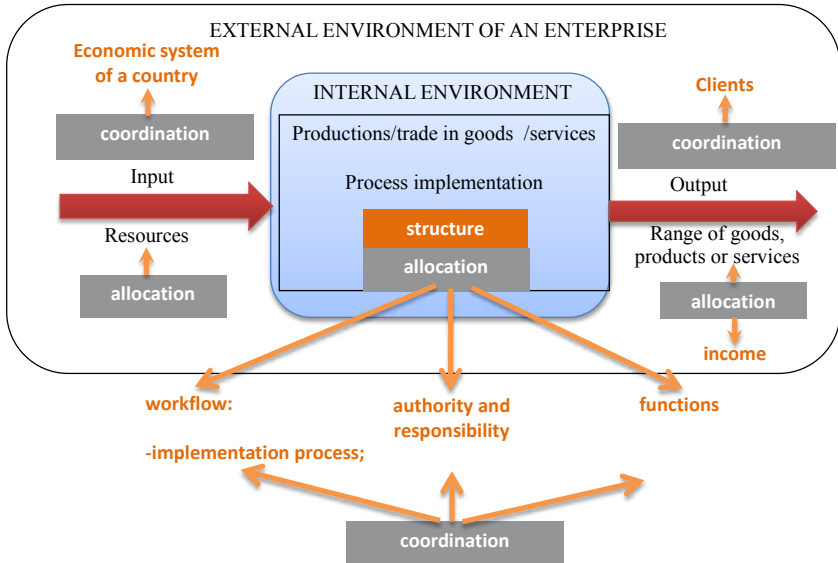 EXTERNAL ENVIRONMENT OF AN ENTERPRISE
Economic system
of a country
coordination
Input
Resources
allocation
INTERNAL ENVIRONMENT
Productions/trade in goods /services
Process implementation
structure
allocation
Clients
coordination
Output
Range of goods,
products or services
allocation
income
workflow:
-implementation process;
authority and
responsibility
functions
coordination